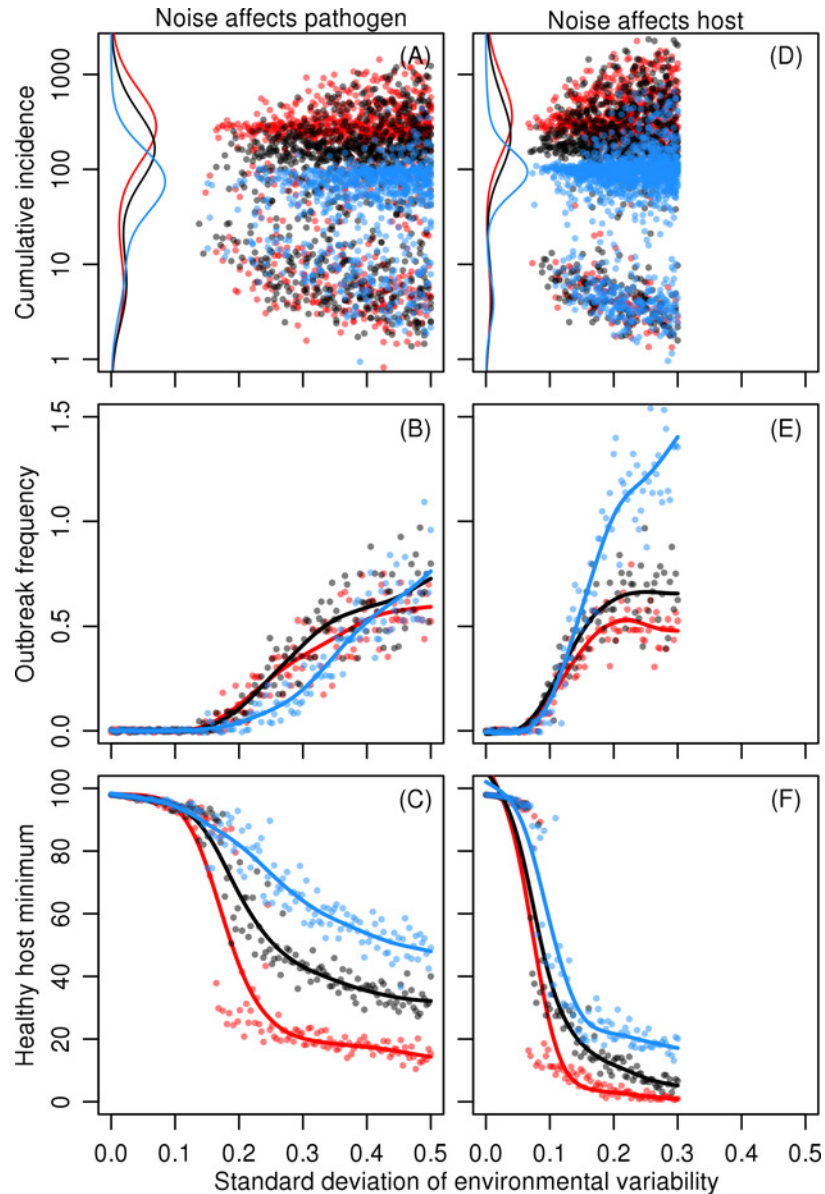 Noise affects pathogen Noise affects host
Cumulative incidence
1000
100
10
1
(A)
(D)
Outbreak frequency
1.5
1.0
0.5
0.0
(B)
(E)
Healthy host minimum
100
80
60
40
20
0
(C)
(F)
0.0 0.1 0.2 0.3 0.4 0.5 0.0 0.1 0.2 0.3 0.4 0.5
Standard deviation of environmental variability